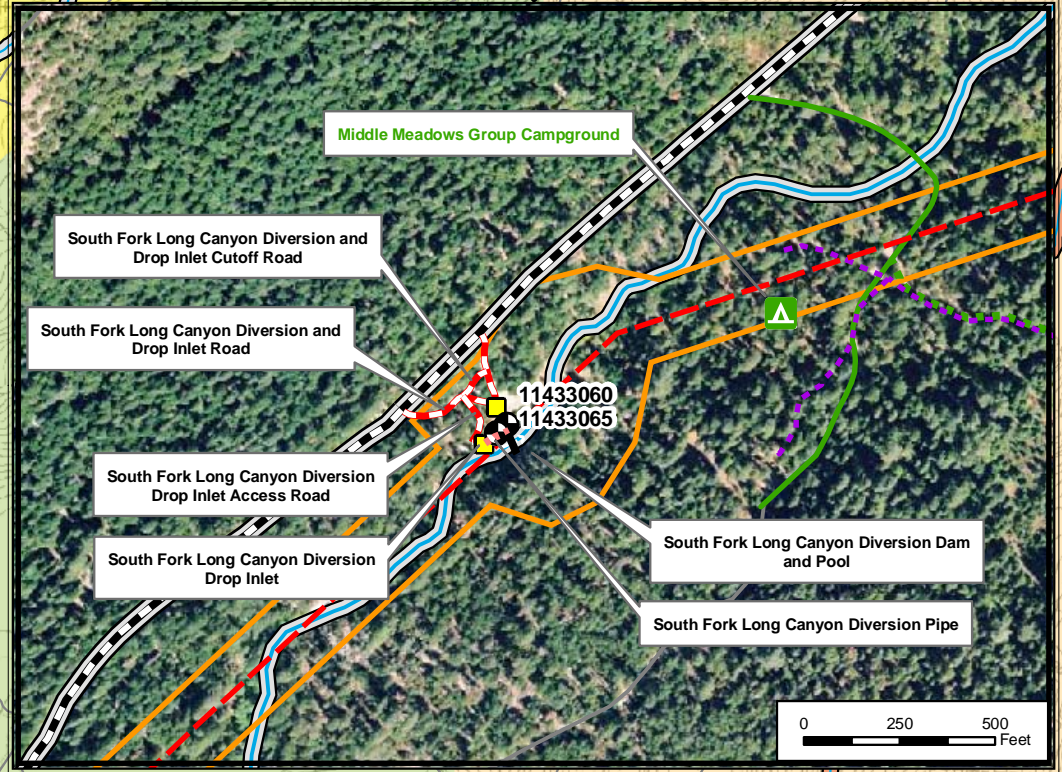 Middle Meadows Group Campground
South Fork Long Canyon Diversion and
Drop Inlet Cutoff Road
South Fork Long Canyon Diversion and
Drop Inlet Road
11433060
11433065
South Fork Long Canyon Diversion
Drop Inlet Access Road
South Fork Long Canyon Diversion Dam
and Pool
South Fork Long Canyon Diversion
Drop Inlet
South Fork Long Canyon Diversion Pipe
0 250 500
Feet